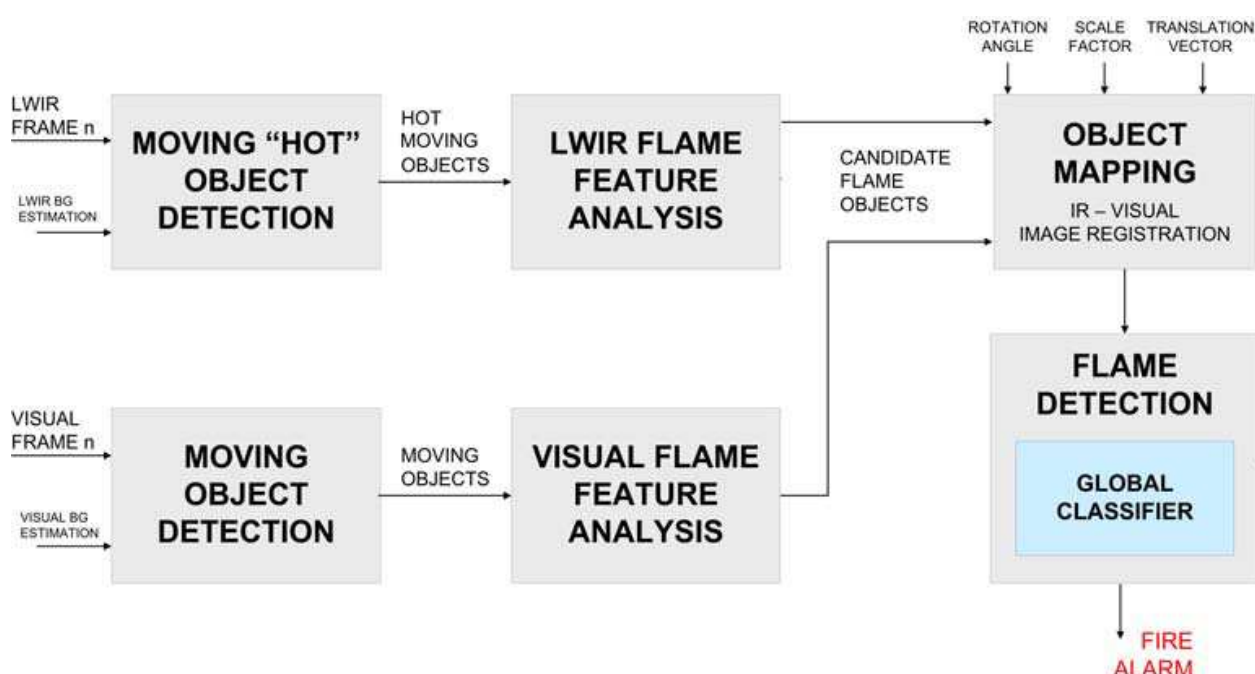 ROTATION
ANGLE
SCALE
FACTOR
TRANSLATION
VECTOR
LWIR
FRAME n
LWIR BG
ESTIMATION
MOVING “HOT”
OBJECT
DETECTION
HOT
MOVING
OBJECTS
LWIR FLAME
FEATURE
ANALYSIS
CANDIDATE
FLAME
OBJECTS
OBJECT
MAPPING
IR – VISUAL
IMAGE REGISTRATION
VISUAL
FRAME n
VISUAL BG
ESTIMATION
MOVING
OBJECT
DETECTION
MOVING
OBJECTS
VISUAL FLAME
FEATURE
ANALYSIS
FLAME
DETECTION
GLOBAL
CLASSIFIER
FIRE
ALARM